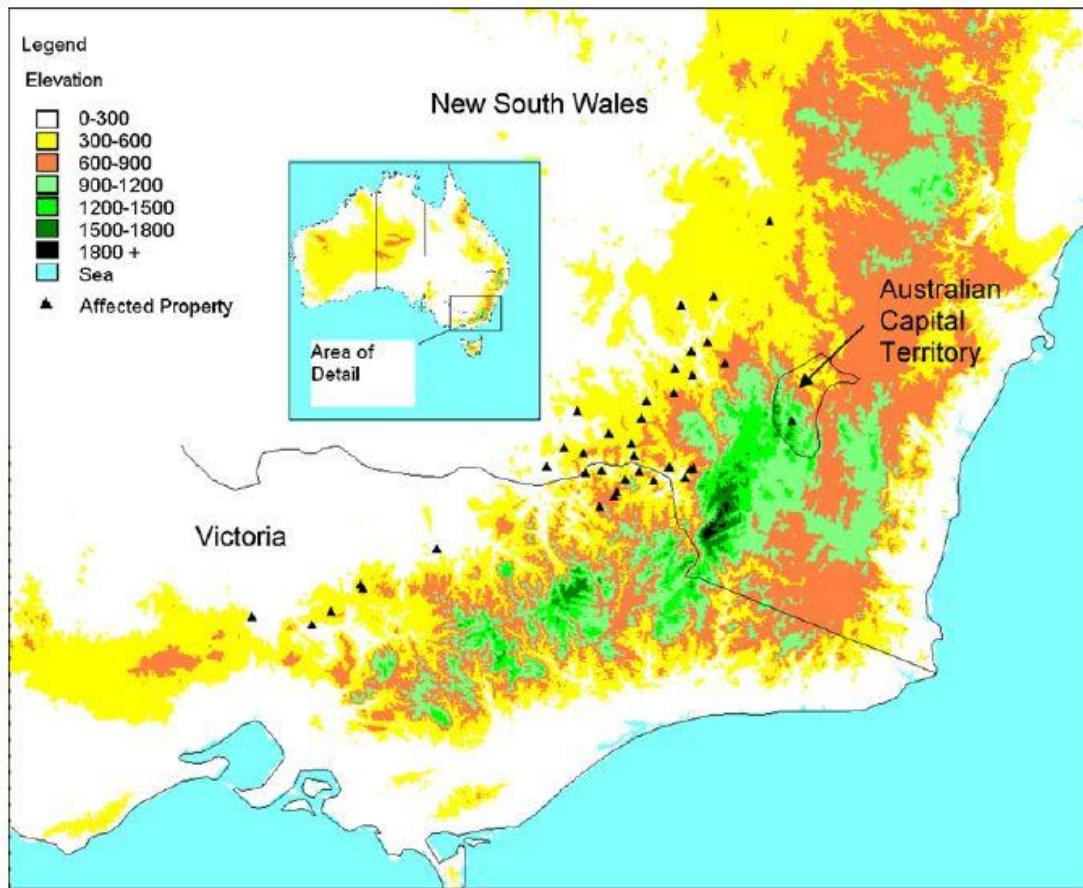 Legend
Elevation
0-300
300-600
600-900
900-1200
1200-1500
1500-1800
1800 +
Sea
Affected Property
New South Wales
Area of
Detail
Australian
Capital
Territory
Victoria